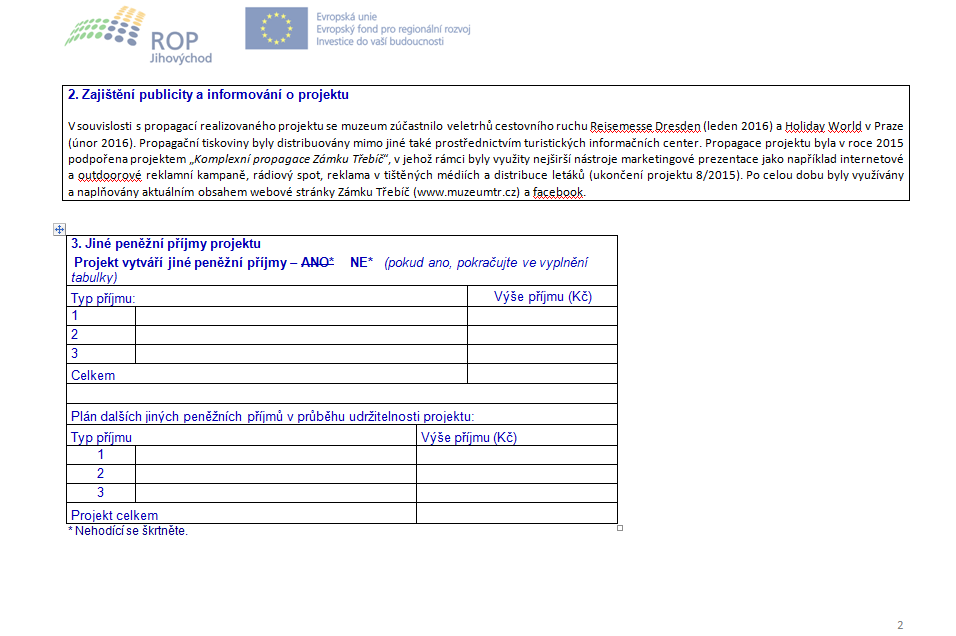 ROP
Jihovýchod
Evropská unie
Evropský fond pro regionální rozvoj
Investice do vaší budoucnosti
2. Zajištění publicity a informování o projektu
V souvislosti s propagací realizovaného projektu se muzeum zúčastnilo veletrhů cestovního ruchu Reisemesse Dresden (leden 2016) a Holiday World v Praze
(únor 2016). Propagační tiskoviny byly distribuovány mimo jiné také prostřednictvím turistických informačních center. Propagace projektu byla v roce 2015
podpořena projektem „Komplexní propagace Zámku Třebíč“, v jehož rámci byly využity nejširší nástroje marketingové prezentace jako například internetové
a outdoorové reklamní kampaně, rádiový spot, reklama v tištěných médiích a distribuce letáků (ukončení projektu 8/2015). Po celou dobu byly využívány
a naplňovány aktuálním obsahem webové stránky Zámku Třebíč (www.muzeumtr.cz) a facebook.
3. Jiné peněžní příjmy projektu
Projekt vytváří jiné peněžní příjmy – ANO* NE* (pokud ano, pokračujte ve vyplnění
tabulky)
Typ příjmu: Výše příjmu (Kč)
1
2
3
Celkem
Plán dalších jiných peněžních příjmů v průběhu udržitelnosti projektu:
Typ příjmu Výše příjmu (Kč)
1
2
3
Projekt celkem
* Nehodící se škrtněte.
2